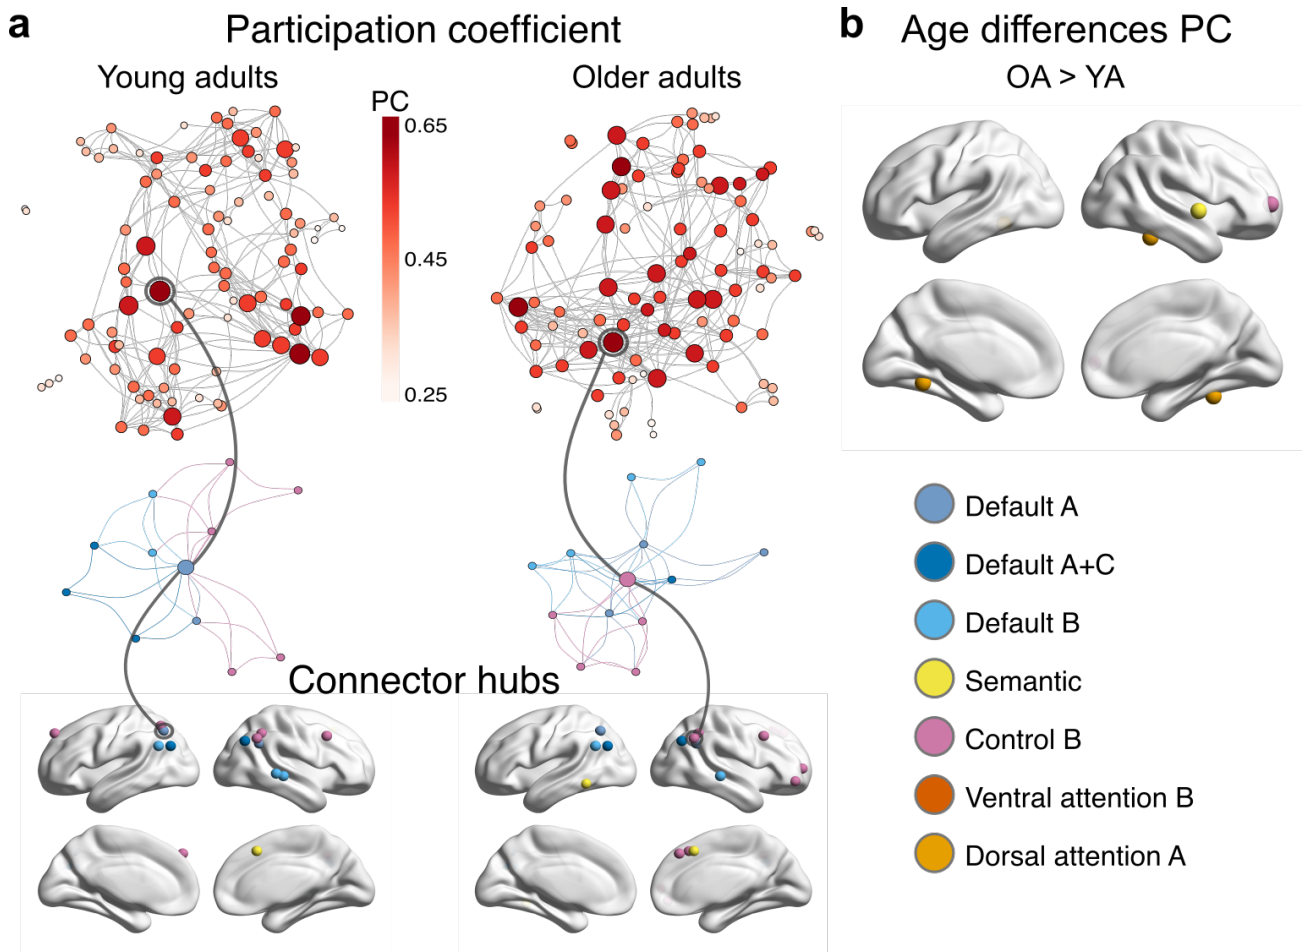 a
Participation coefficient
Young adults
Older adults
PC
0.65
0.45
0.25
Connector hubs
b
Age differences PC
OA > YA
Default A
Default A+C
Default B
Semantic
Control B
Ventral attention B
Dorsal attention A